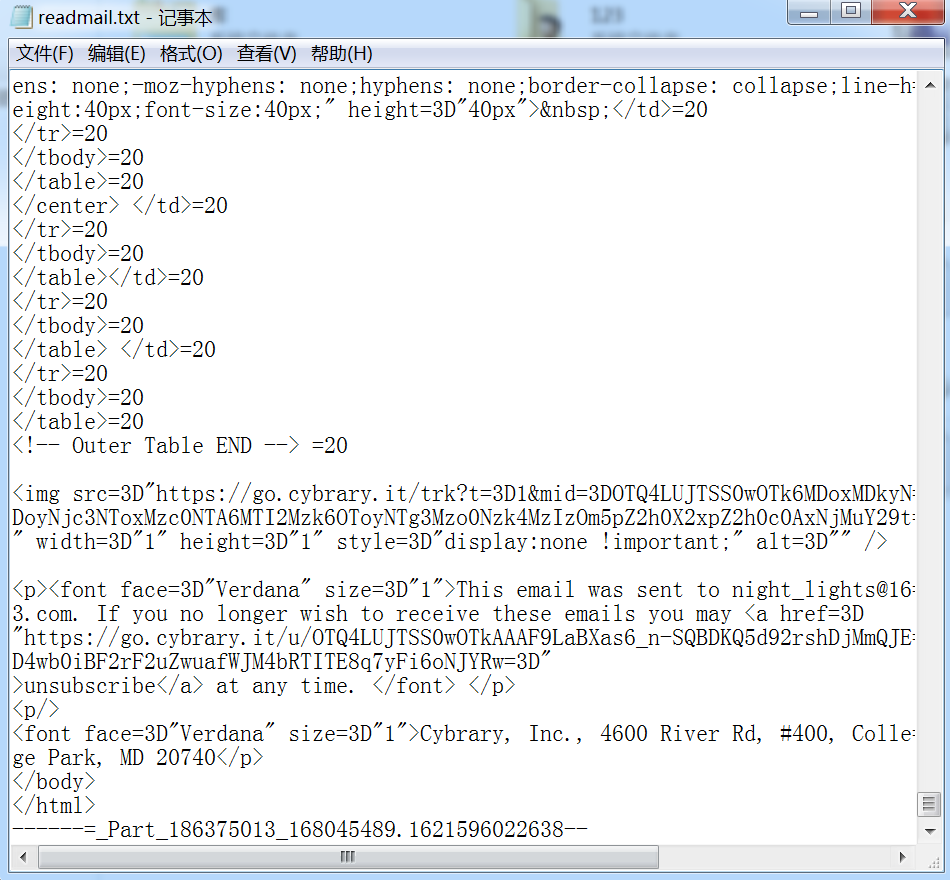 readmail.txt - 记事本
文件(F) 编辑(E) 格式(O) 查看(V) 帮助(H)
ens: none;-moz-hyphens: none;hyphens: none;border-collapse: collapse;line-h=
eight:40px;font-size:40px;" height=3D"40px">&nbsp;</td>=20
</tr>=20
</tbody>=20
</table>=20
</center> </td>=20
</tr>=20
</tbody>=20
</table></td>=20
</tr>=20
</tbody>=20
</table> </td>=20
</tr>=20
</tbody>=20
</table>=20
<!-- Outer Table END --> =20
<img src=3D"https://go.cybrary.it/trk?t=3D1&mid=3DOTQ4LUJTSS0wOTk6MDoxMDkyN=
DoyNjc3NToxMzc0NTA6MTI2Mzk6OToyNTg3Mzo0Nzk4MzIzOm5pZ2h0X2xpZ2h0c0AxNjMuY29t=
" width=3D"1" height=3D"1" style=3D"display:none !important;" alt=3D"" />
<p><font face=3D"Verdana" size=3D"1">This email was sent to night_lights@16=
3.com. If you no longer wish to receive these emails you may <a href=3D
"https://go.cybrary.it/u/OTQ4LUJTSS0wOTkAAAF9LaBXas6_n-SQBDKQ5d92rshDjMmQJE=
D4wb0iBF2rF2uZwuafWJM4bRTITE8q7yFi6oNJYRw=3D"
>unsubscribe</a> at any time. </font> </p>
<p/>
<font face=3D"Verdana" size=3D"1">Cybrary, Inc., 4600 River Rd, #400, Colle=
ge Park, MD 20740</p>
</body>
</html>
------=_Part_186375013_168045489.1621596022638--